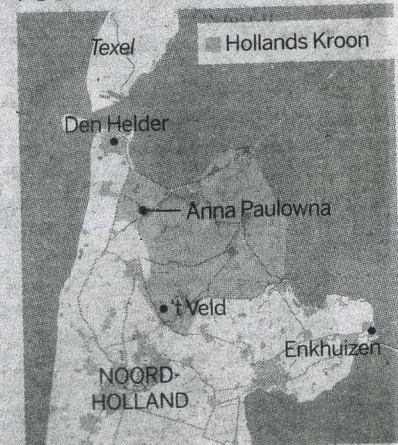 Texel
Hollands Kroon
Den Helder
Anna Paulowna
't Veld
Enkhuizen
NOORD-
HOLLAND